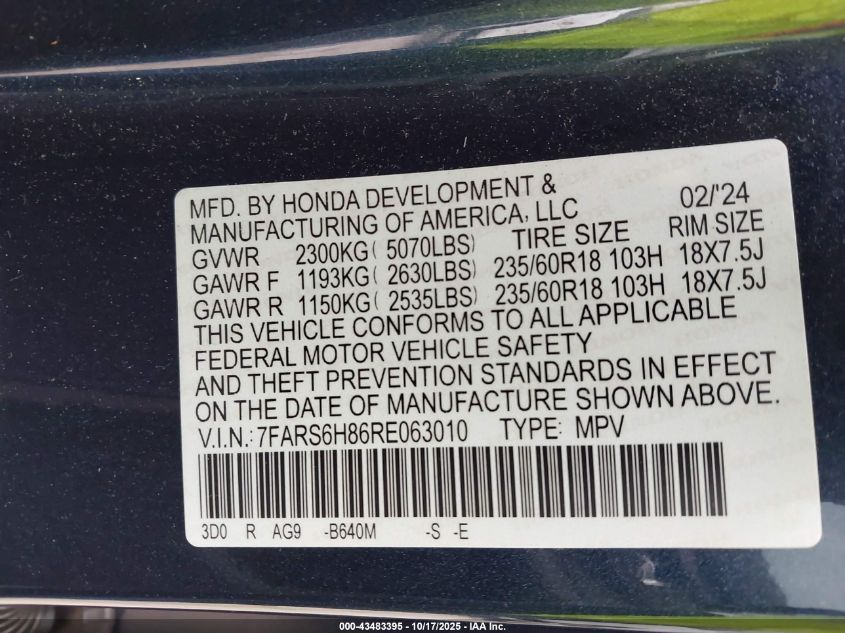 MFD. BY HONDA DEVELOPMENT & 02/'24
MANUFACTURING OF AMERICA, LLC
GVWR 2300KG( 5070LBS) TIRE SIZE RIM SIZE
GAWR F 1193KG( 2630LBS) 235/60R18 103H 18X7.5J
GAWR R 1150KG( 2535LBS) 235/60R18 103H 18X7.5J
THIS VEHICLE CONFORMS TO ALL APPLICABLE
FEDERAL MOTOR VEHICLE SAFETY
AND THEFT PREVENTION STANDARDS IN EFFECT
ON THE DATE OF MANUFACTURE SHOWN ABOVE.
V.I.N.:7FARS6H86RE063010 TYPE: MPV
3D0 R AG9 -B640M -S -E
000-43483395 - 10/17/2025 - IAA Inc.